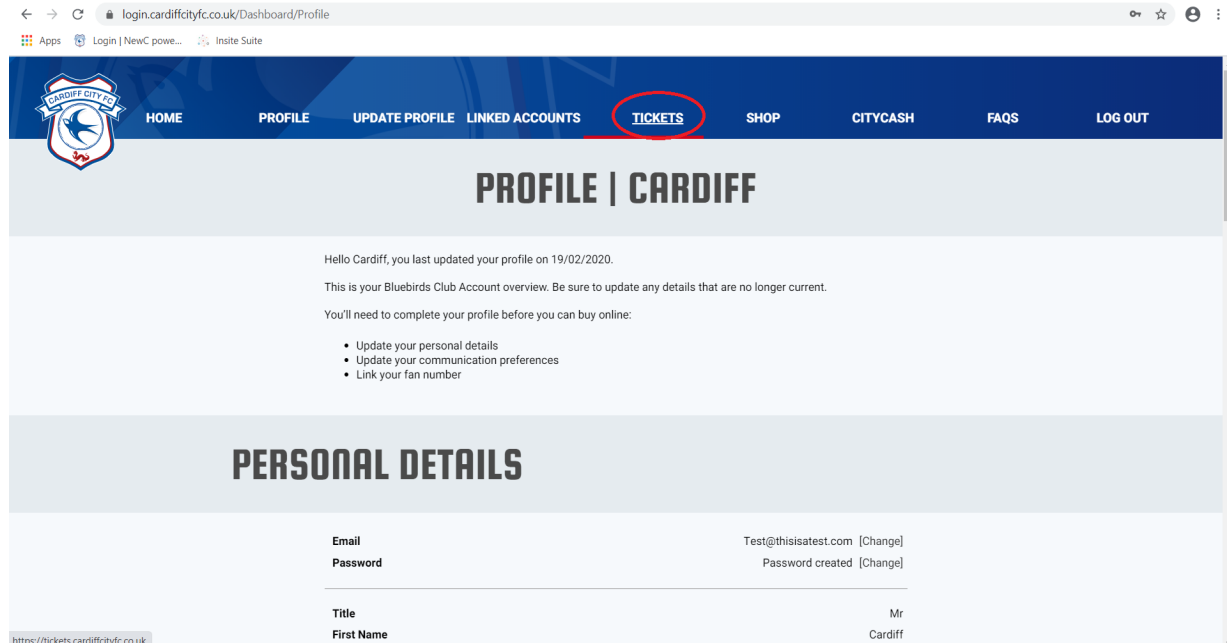 login.cardiffcityfc.co.uk/Dashboard/Profile
Apps Login | NewC powe... Insite Suite
CARDIFF CITY FC
HOME PROFILE UPDATE PROFILE LINKED ACCOUNTS TICKETS SHOP CITYCASH FAQS LOG OUT
PROFILE | CARDIFF
Hello Cardiff, you last updated your profile on 19/02/2020.
This is your Bluebirds Club Account overview. Be sure to update any details that are no longer current.
You'll need to complete your profile before you can buy online:
• Update your personal details
• Update your communication preferences
• Link your fan number
PERSONAL DETAILS
Email Test@thisisatest.com [Change]
Password Password created [Change]
Title Mr
First Name Cardiff
https://tickets.cardiffcityfc.co.uk